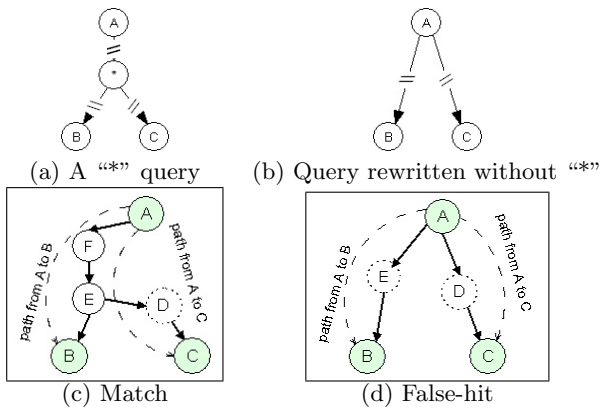 A
A
//
*
//
//
//
//
B
C
B
C
(a) A “*” query
(b) Query rewritten without “*”
A
F
E
D
B
C
path from A to B
path from A to C
A
E
D
B
C
path from A to B
path from A to C
(c) Match
(d) False-hit